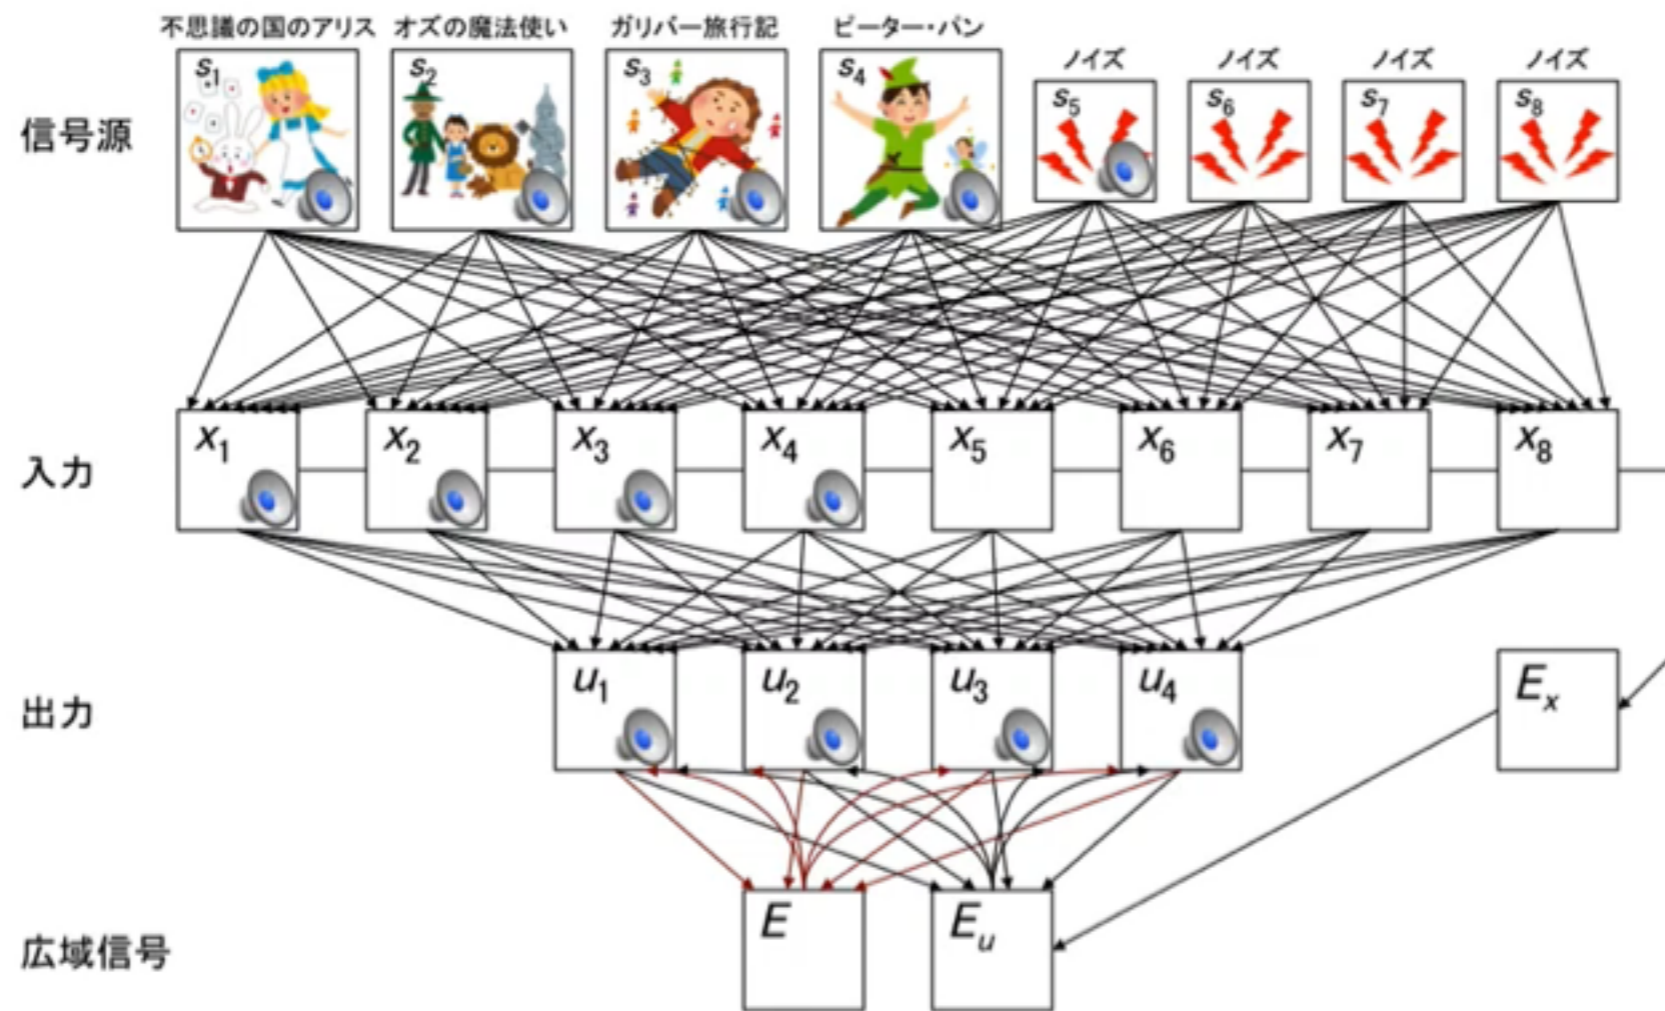 不思議の国のアリス
オズの魔法使い
ガリバー旅行記
ピーター・パン
ノイズ
ノイズ
ノイズ
ノイズ
信号源
s1
s2
s3
s4
s5
s6
s7
s8
入力
x1
x2
x3
x4
x5
x6
x7
x8
出力
u1
u2
u3
u4
Ex
広域信号
E
Eu